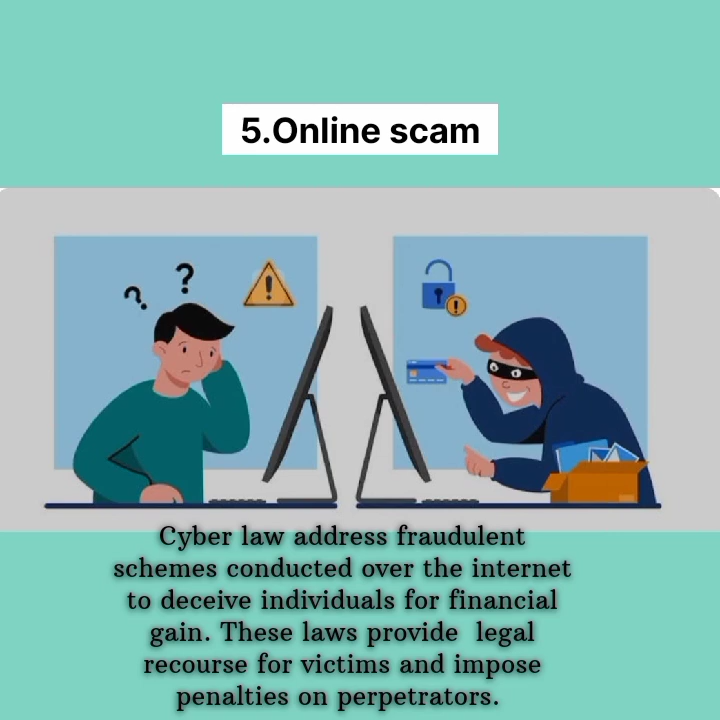 5.Online scam
? ?
Cyber law address fraudulent
schemes conducted over the internet
to deceive individuals for financial
gain. These laws provide  legal
recourse for victims and impose
penalties on perpetrators.